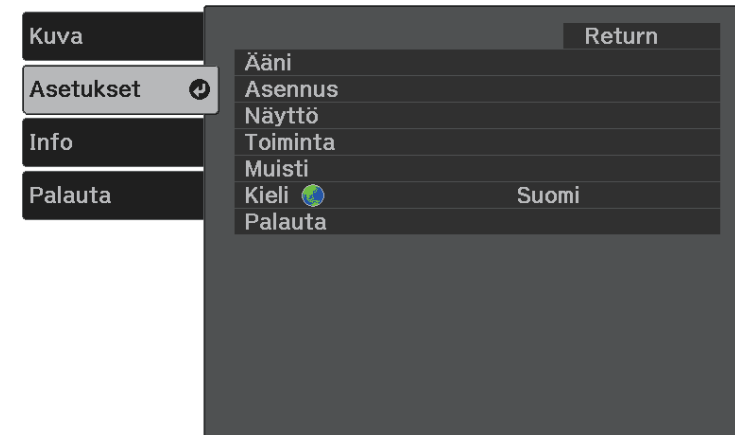 Kuva
Asetukset
Info
Palauta
Return
Ääni
Asennus
Näyttö
Toiminta
Muisti
Kieli Suomi
Palauta